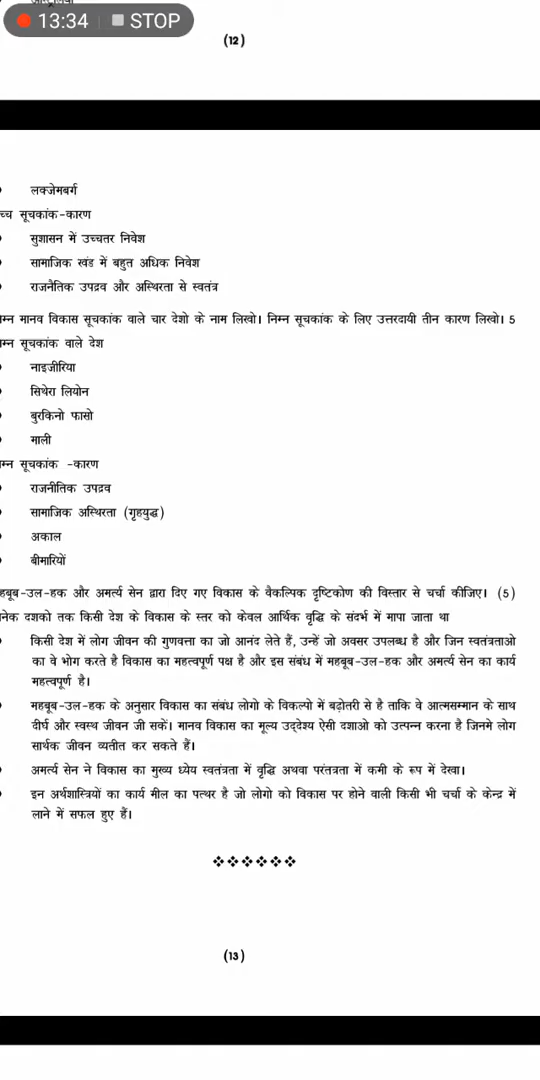 13:34 STOP
(12)
लक्जेमबर्ग
च्च सूचकांक-कारण
सुशासन में उच्चतर निवेश
सामाजिक खंड में बहुत अधिक निवेश
राजनैतिक उपद्रव और अस्थिरता से स्वतंत्र
म्न मानव विकास सूचकांक वाले चार देशो के नाम लिखो। निम्न सूचकांक के लिए उत्तरदायी तीन कारण लिखो। 5
म्न सूचकांक वाले देश
नाइजीरिया
सिथेरा लियोन
बुरकिनो फासो
माली
म्न सूचकांक -कारण
राजनीतिक उपद्रव
सामाजिक अस्थिरता (गृहयुद्ध)
अकाल
बीमारियों
हबूब-उल-हक और अमर्त्य सेन द्वारा दिए गए विकास के वैकल्पिक दृष्टिकोण की विस्तार से चर्चा कीजिए। (5)
नेक दशको तक किसी देश के विकास के स्तर को केवल आर्थिक वृद्धि के संदर्भ में मापा जाता था
किसी देश में लोग जीवन की गुणवत्ता का जो आनंद लेते हैं, उन्हें जो अवसर उपलब्ध है और जिन स्वतंत्रताओ
का वे भोग करते है विकास का महत्वपूर्ण पक्ष है और इस संबंध में महबूब-उल-हक और अमर्त्य सेन का कार्य
महत्वपूर्ण है।
महबूब-उल-हक के अनुसार विकास का संबंध लोगो के विकल्पो में बढ़ोतरी से है ताकि वे आत्मसम्मान के साथ
दीर्घ और स्वस्थ जीवन जी सकें। मानव विकास का मूल्य उद्देश्य ऐसी दशाओ को उत्पन्न करना है जिनमे लोग
सार्थक जीवन व्यतीत कर सकते हैं।
अमर्त्य सेन ने विकास का मुख्य ध्येय स्वतंत्रता में वृद्धि अथवा परंतत्रता में कमी के रूप में देखा।
इन अर्थशास्त्रियों का कार्य मील का पत्थर है जो लोगो को विकास पर होने वाली किसी भी चर्चा के केन्द्र में
लाने में सफल हुए हैं।
(13)